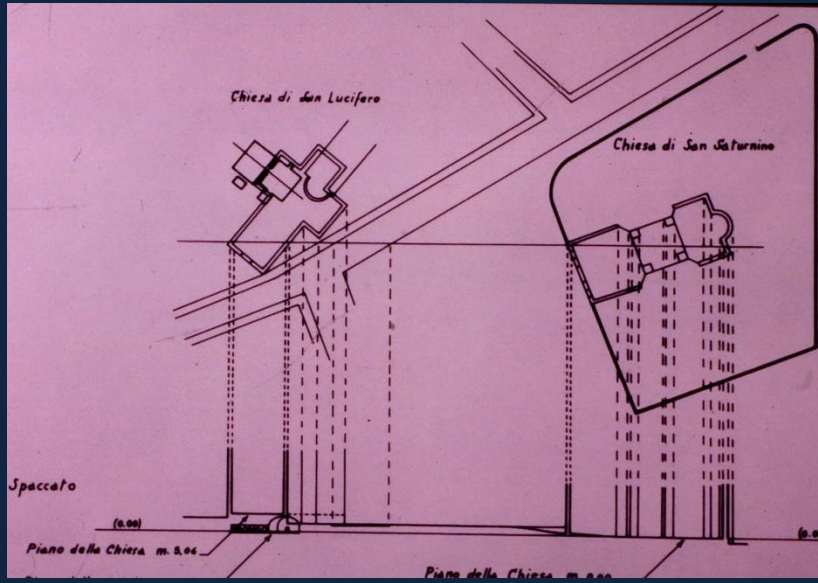 Chiesa di San Lucifero
Chiesa di San Saturnino
Spaccato
(0.00)
Piano della Chiesa m. 5,04
Piano della Chiesa m. 0.00